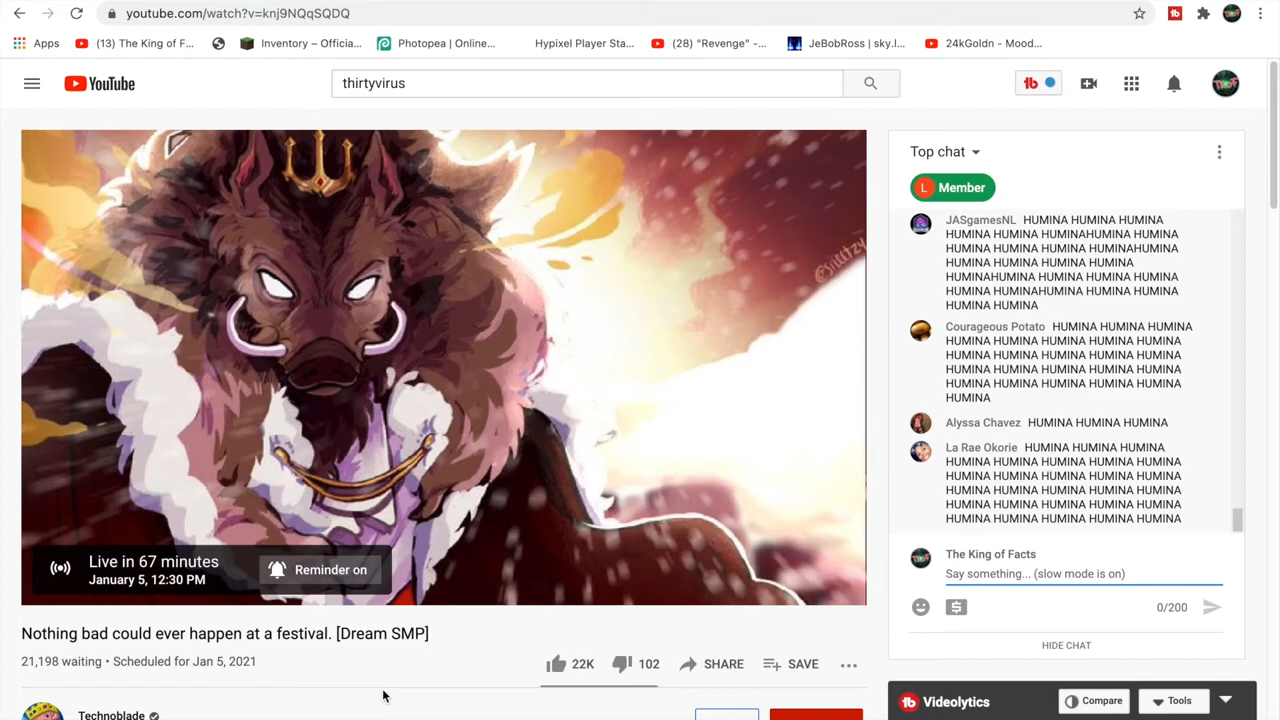 youtube.com/watch?v=knj9NQqSQDQ
Apps
(13) The King of F...
Inventory – Officia...
Photopea | Online...
Hypixel Player Sta...
(28) "Revenge" -...
JeBobRoss | sky.l...
24kGoldn - Mood...
YouTube
thirtyvirus
tb
Top chat
L Member
JASgamesNL HUMINA HUMINA HUMINA
HUMINA HUMINA HUMINAHUMINA HUMINA
HUMINA HUMINA HUMINA HUMINAHUMINA
HUMINA HUMINA HUMINA HUMINA
HUMINAHUMINA HUMINA HUMINA HUMINA
HUMINA HUMINAHUMINA HUMINA HUMINA
HUMINA HUMINA
Courageous Potato HUMINA HUMINA HUMINA
HUMINA HUMINA HUMINA HUMINA HUMINA
HUMINA HUMINA HUMINA HUMINA HUMINA
HUMINA HUMINA HUMINA HUMINA HUMINA
HUMINA HUMINA HUMINA HUMINA HUMINA
HUMINA
Alyssa Chavez HUMINA HUMINA HUMINA
La Rae Okorie HUMINA HUMINA HUMINA
HUMINA HUMINA HUMINA HUMINA HUMINA
HUMINA HUMINA HUMINA HUMINA HUMINA
HUMINA HUMINA HUMINA HUMINA HUMINA
HUMINA HUMINA HUMINA HUMINA HUMINA
HUMINA HUMINA HUMINA HUMINA HUMINA
The King of Facts
Say something... (slow mode is on)
0/200
HIDE CHAT
Live in 67 minutes
January 5, 12:30 PM
Reminder on
Nothing bad could ever happen at a festival. [Dream SMP]
21,198 waiting • Scheduled for Jan 5, 2021
22K
102
SHARE
SAVE
Technoblade
tb Videolytics
Compare
Tools